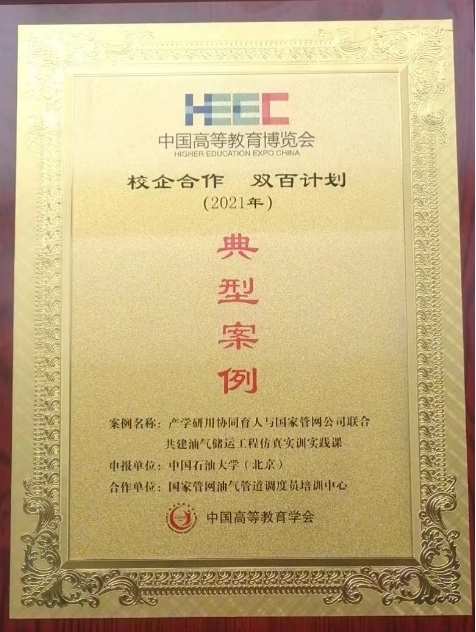 HEEC
中国高等教育博览会
HIGHER EDUCATION EXPO CHINA
校企合作 双百计划
(2021年)
典
型
案
例
案例名称：产学研用协同育人与国家管网公司联合
共建油气储运工程仿真实训实践课
申报单位：中国石油大学（北京）
合作单位：国家管网油气管道调度员培训中心
中国高等教育学会